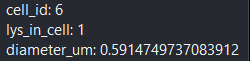 cell_id: 6
lys_in_cell: 1
diameter_um: 0.5914749737083912